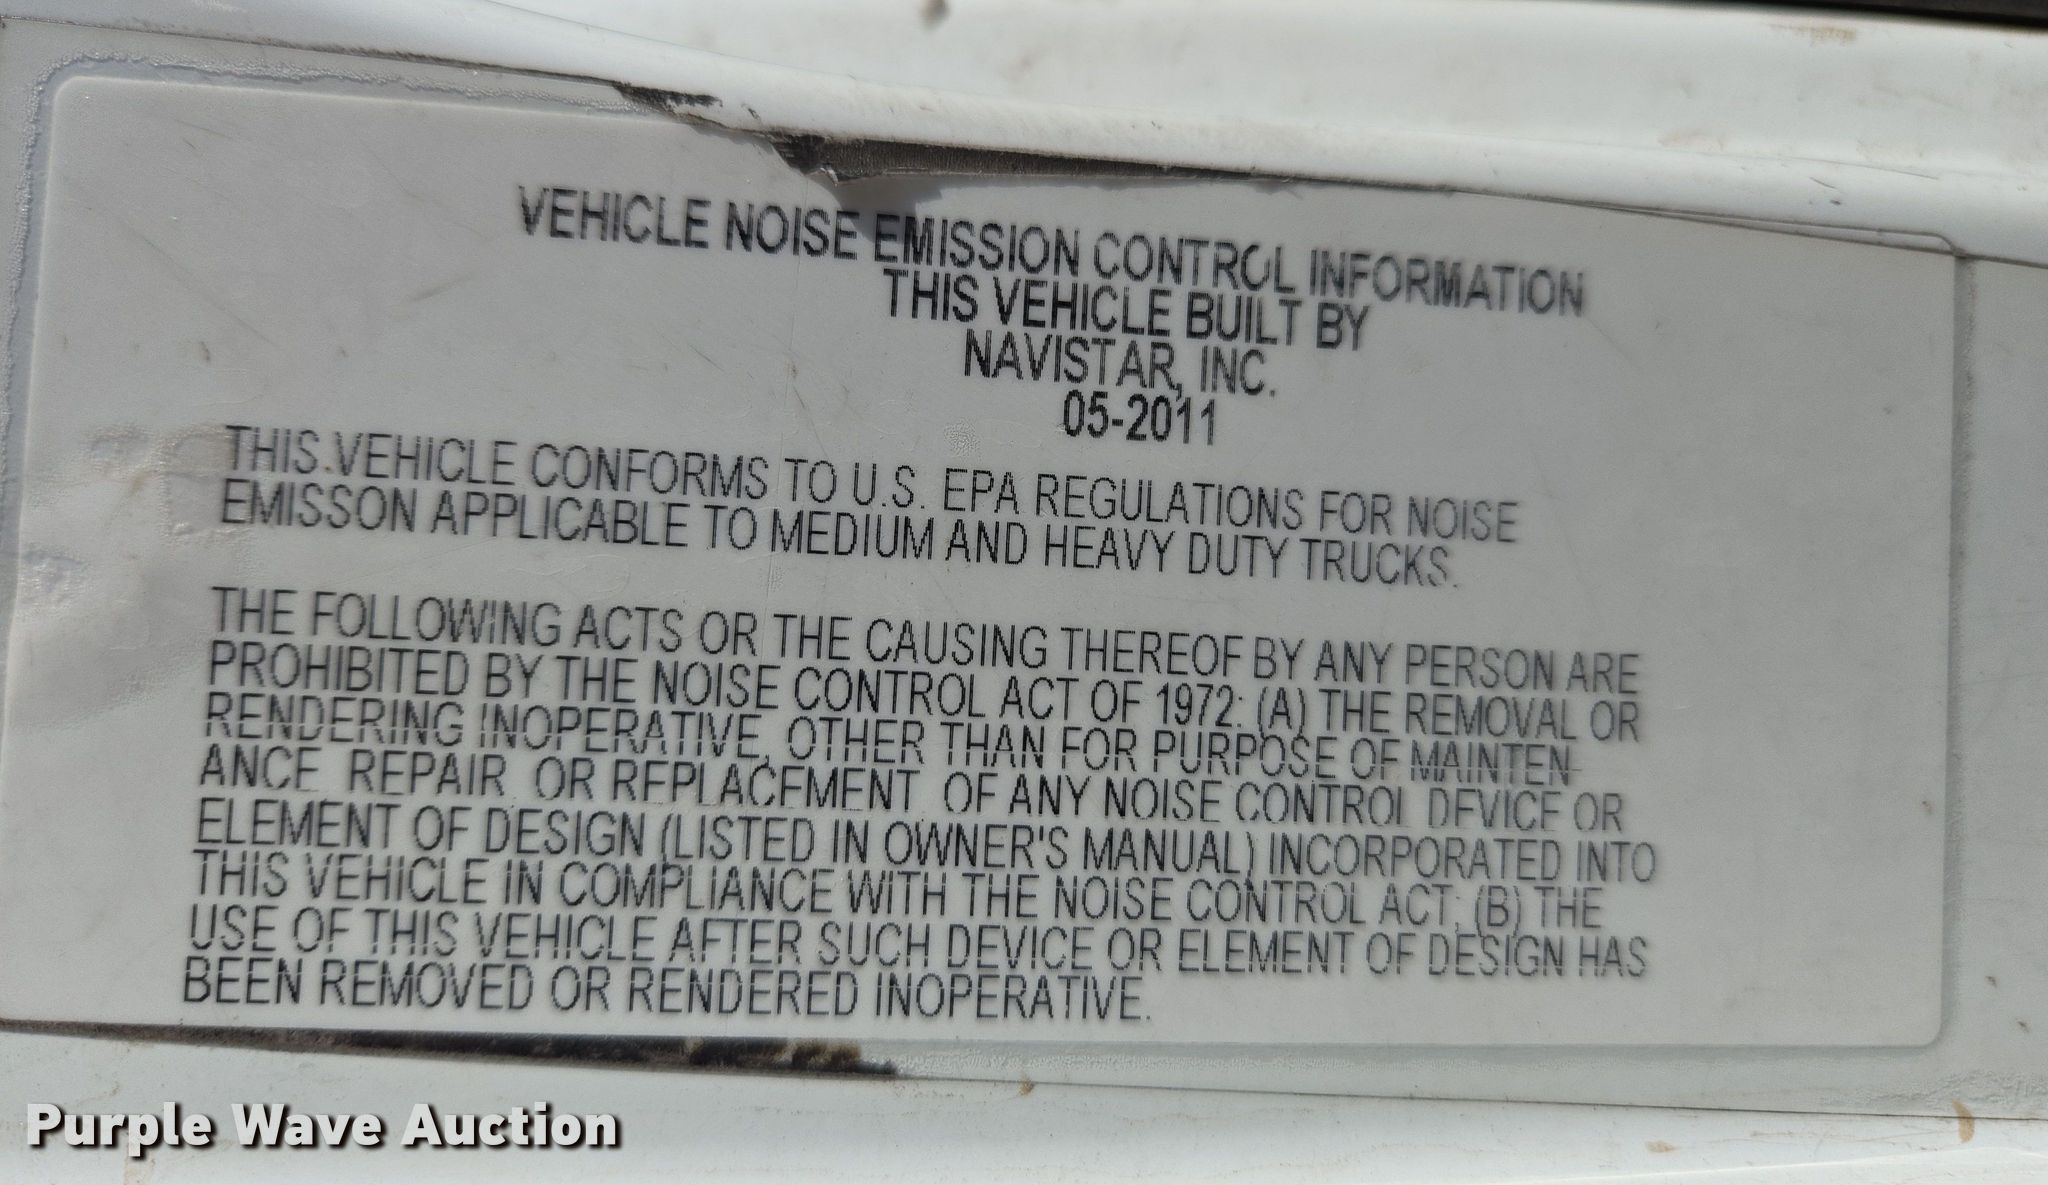 VEHICLE NOISE EMISSION CONTROL INFORMATION
THIS VEHICLE BUILT BY
NAVISTAR, INC.
05-2011
THIS VEHICLE CONFORMS TO U.S. EPA REGULATIONS FOR NOISE
EMISSON APPLICABLE TO MEDIUM AND HEAVY DUTY TRUCKS.
THE FOLLOWING ACTS OR THE CAUSING THEREOF BY ANY PERSON ARE
PROHIBITED BY THE NOISE CONTROL ACT OF 1972: (A) THE REMOVAL OR
RENDERING INOPERATIVE, OTHER THAN FOR PURPOSE OF MAINTEN-
ANCE, REPAIR, OR REPLACEMENT, OF ANY NOISE CONTROL DEVICE OR
ELEMENT OF DESIGN (LISTED IN OWNER'S MANUAL) INCORPORATED INTO
THIS VEHICLE IN COMPLIANCE WITH THE NOISE CONTROL ACT; (B) THE
USE OF THIS VEHICLE AFTER SUCH DEVICE OR ELEMENT OF DESIGN HAS
BEEN REMOVED OR RENDERED INOPERATIVE.
Purple Wave Auction